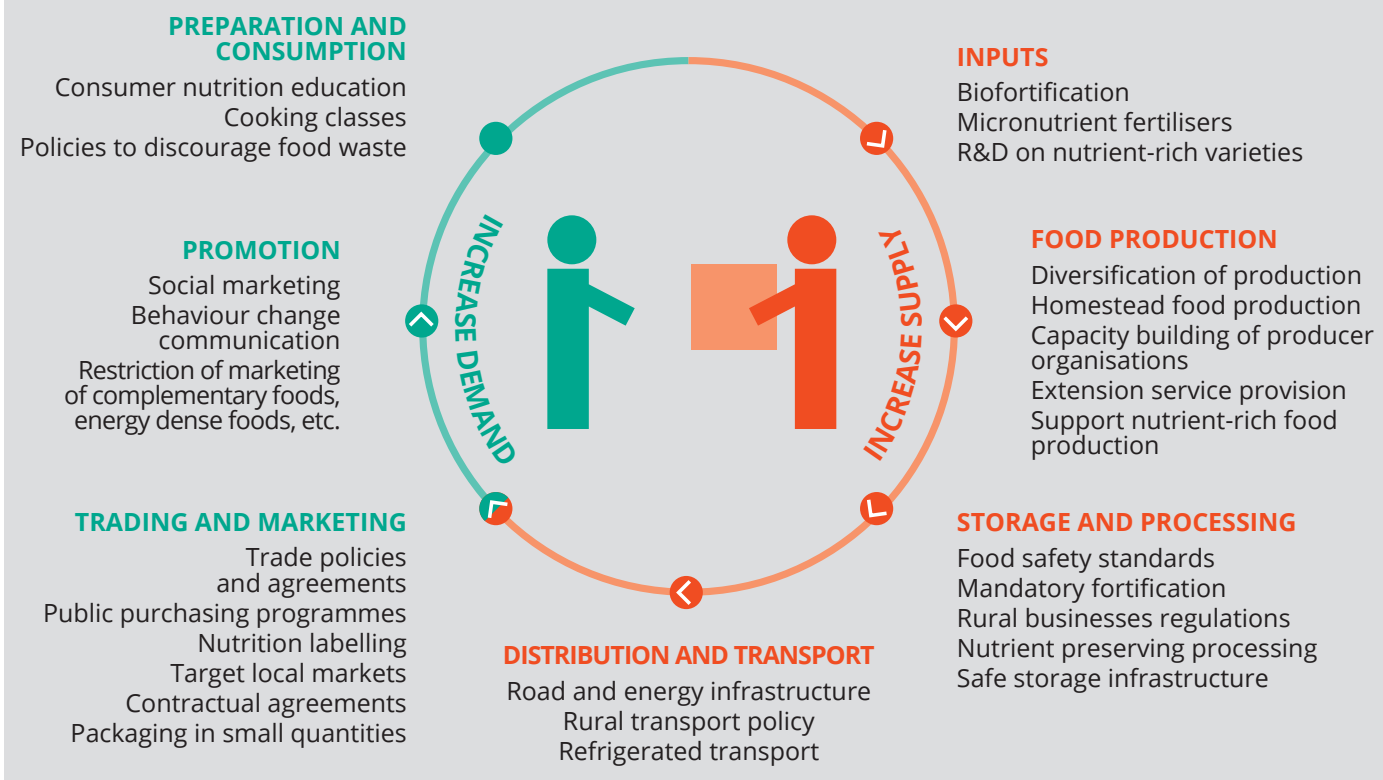 PREPARATION AND
CONSUMPTION
Consumer nutrition education
Cooking classes
Policies to discourage food waste
INPUTS
Biofortification
Micronutrient fertilisers
R&D on nutrient-rich varieties
PROMOTION
Social marketing
Behaviour change
communication
Restriction of marketing
of complementary foods,
energy dense foods, etc.
INCREASE DEMAND
INCREASE SUPPLY
FOOD PRODUCTION
Diversification of production
Homestead food production
Capacity building of producer
organisations
Extension service provision
Support nutrient-rich food
production
TRADING AND MARKETING
Trade policies
and agreements
Public purchasing programmes
Nutrition labelling
Target local markets
Contractual agreements
Packaging in small quantities
DISTRIBUTION AND TRANSPORT
Road and energy infrastructure
Rural transport policy
Refrigerated transport
STORAGE AND PROCESSING
Food safety standards
Mandatory fortification
Rural businesses regulations
Nutrient preserving processing
Safe storage infrastructure